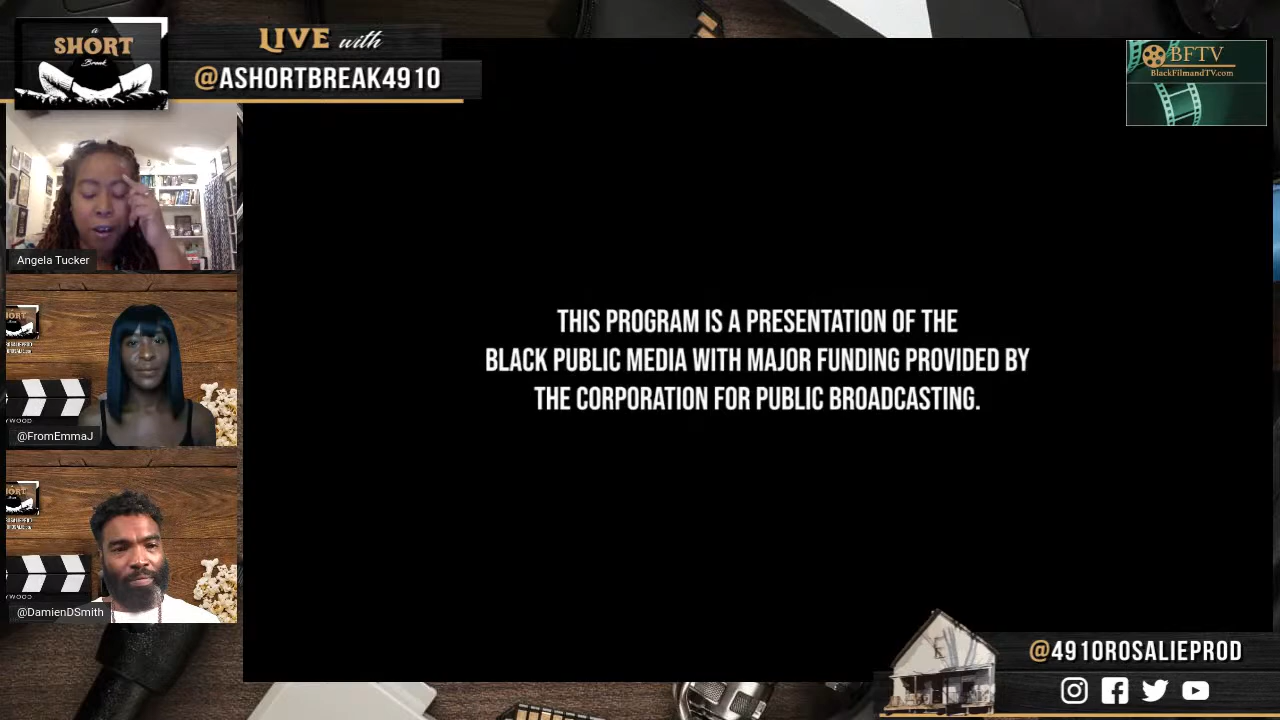 a
SHORT
Break
LIVE with
@ASHORTBREAK4910
BFTV
BlackFilmandTV.com
Angela Tucker
THIS PROGRAM IS A PRESENTATION OF THE
BLACK PUBLIC MEDIA WITH MAJOR FUNDING PROVIDED BY
THE CORPORATION FOR PUBLIC BROADCASTING.
@FromEmmaJ
@DamienDSmith
@4910ROSALIEPROD